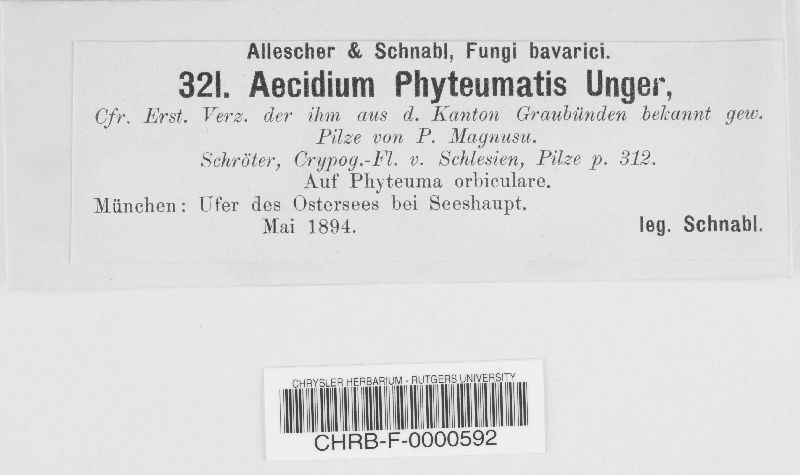 Allescher & Schnabl, Fungi bavarici.
321. Aecidium Phyteumatis Unger,
Cfr. Erst. Verz. der ihm aus d. Kanton Graubünden bekannt gew.
Pilze von P. Magnusu.
Schröter, Crypog.-Fl. v. Schlesien, Pilze p. 312.
Auf Phyteuma orbiculare.
München: Ufer des Ostersees bei Seeshaupt.
Mai 1894. leg. Schnabl.
CHRYSLER HERBARIUM - RUTGERS UNIVERSITY
CHRB-F-0000592